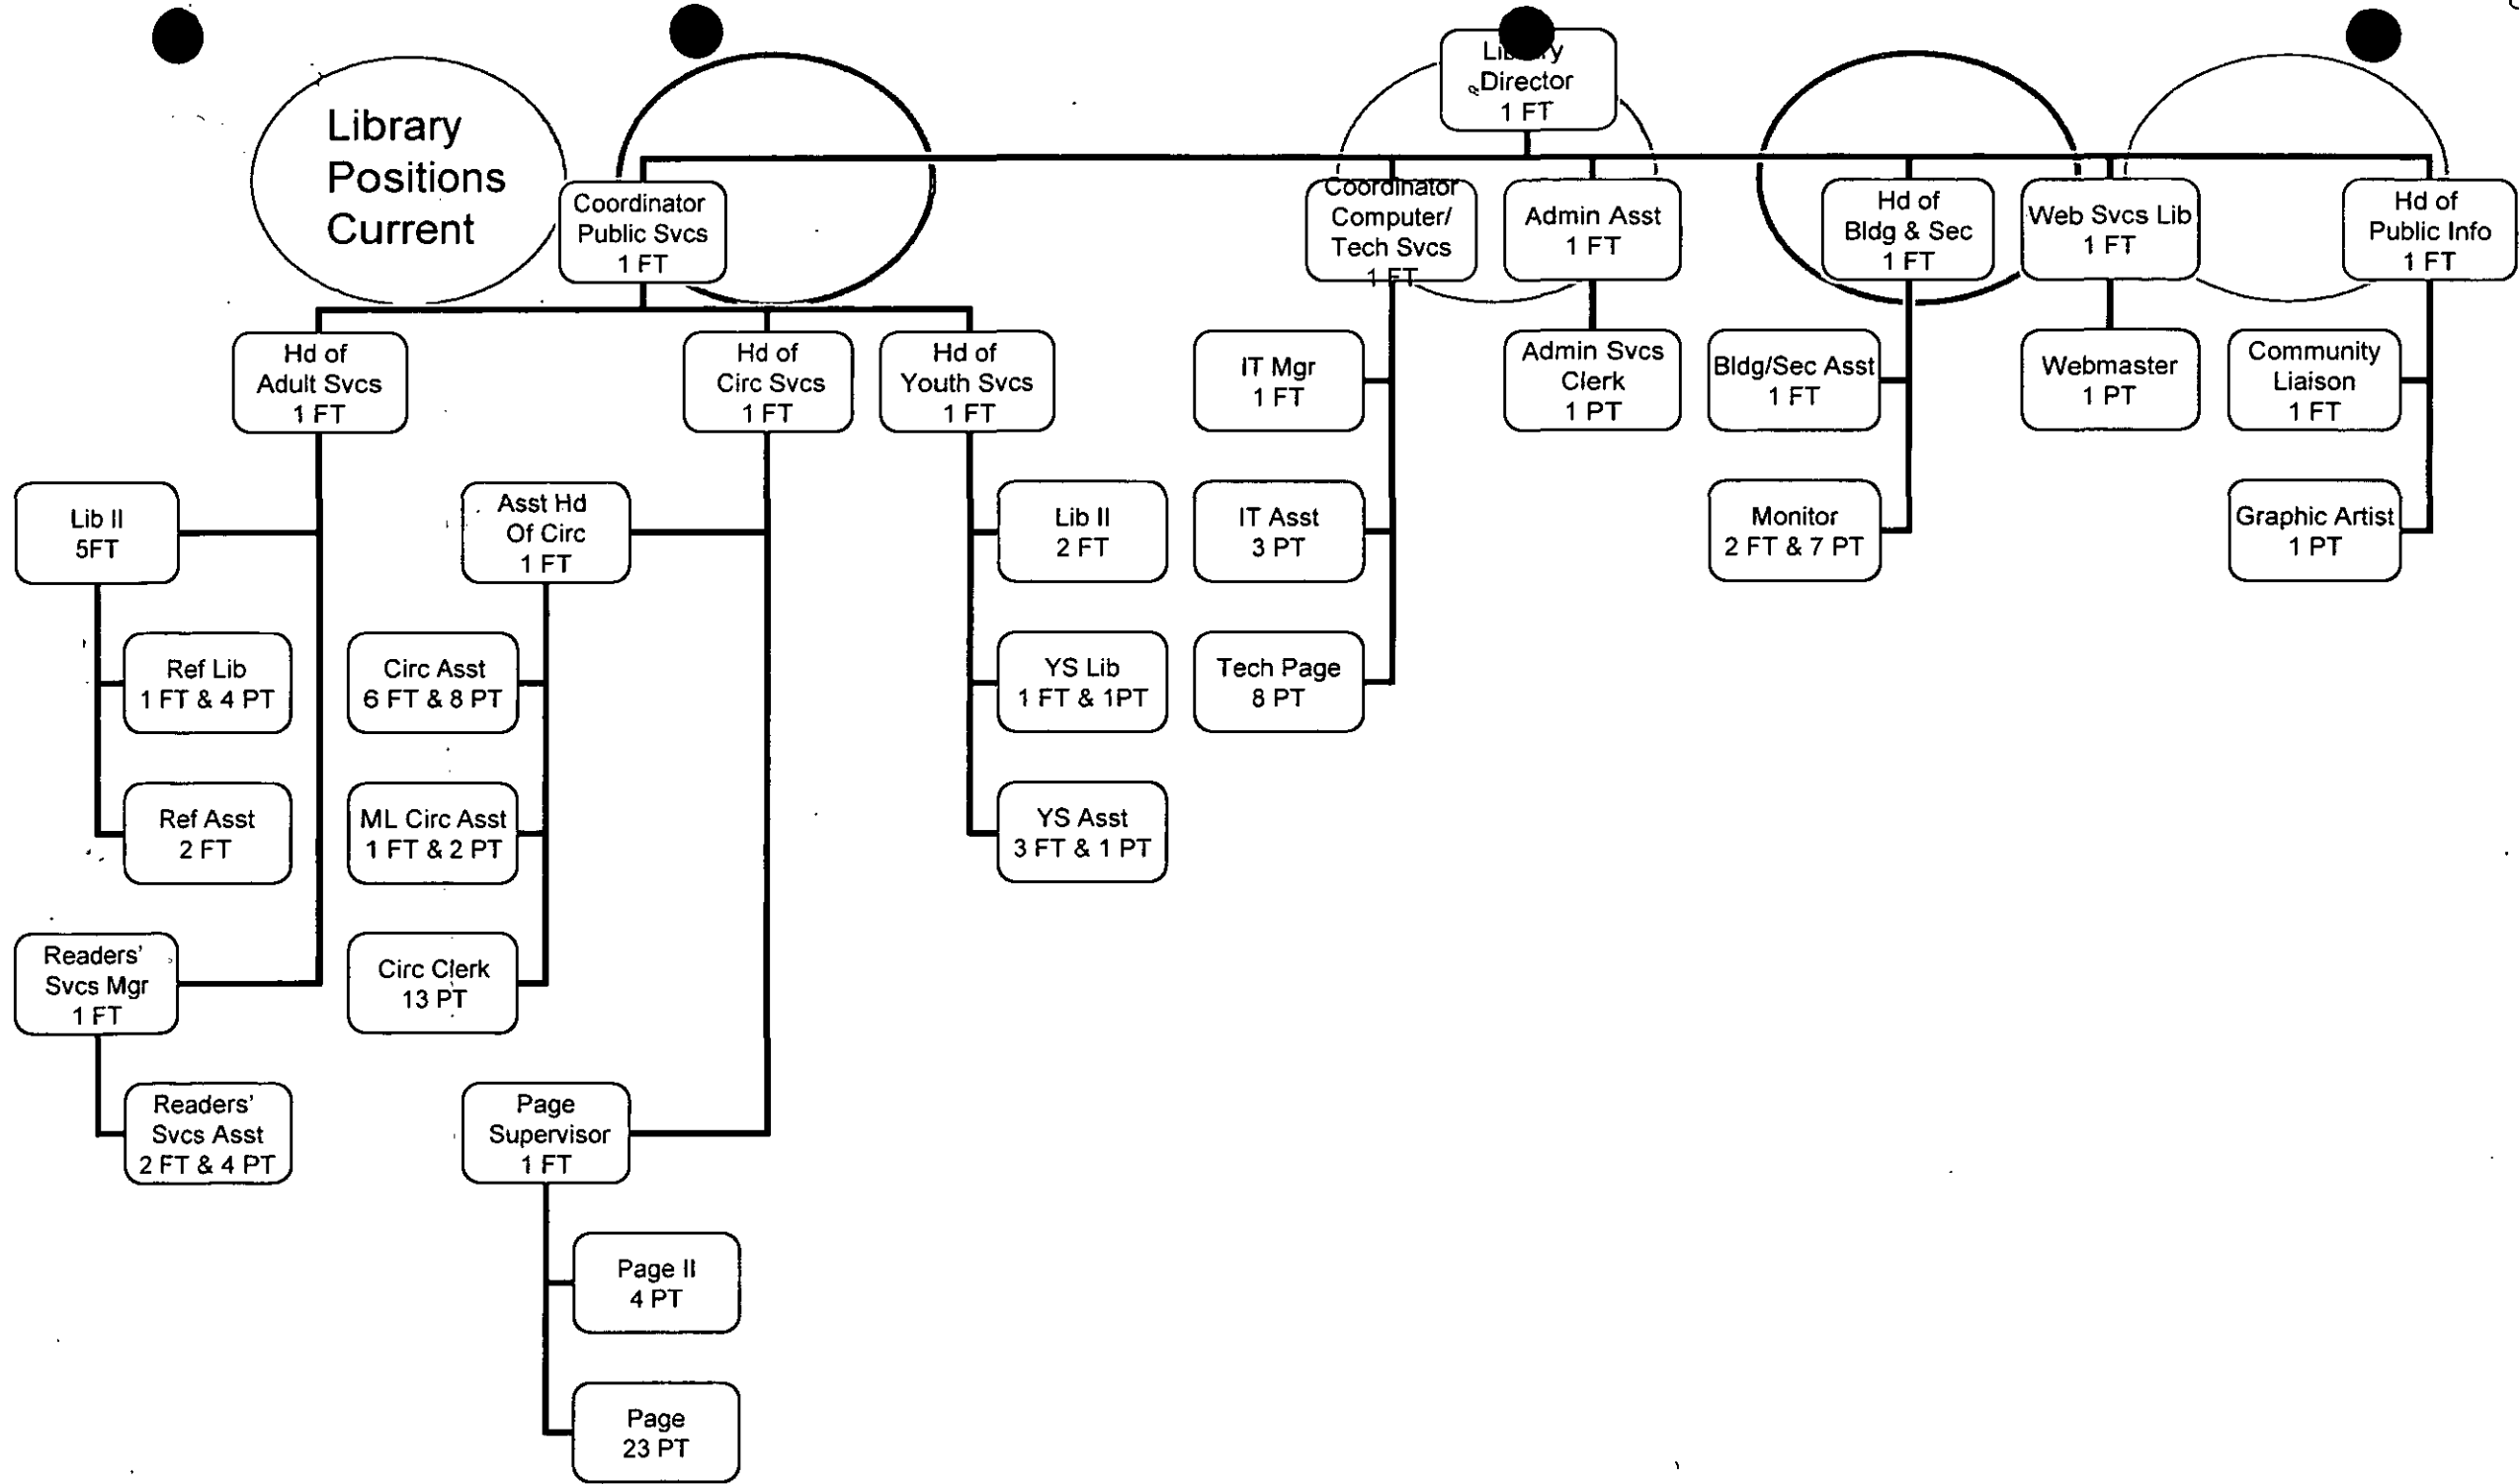 Library
Positions
Current
Director
1 FT
Coordinator
Public Svcs
1 FT
Coordinator
Computer/
Tech Svcs
1 FT
Admin Asst
1 FT
Hd of
Bldg & Sec
1 FT
Web Svcs Lib
1 FT
Hd of
Public Info
1 FT
Hd of
Adult Svcs
1 FT
Hd of
Circ Svcs
1 FT
Hd of
Youth Svcs
1 FT
IT Mgr
1 FT
Admin Svcs
Clerk
1 PT
Bldg/Sec Asst
1 FT
Webmaster
1 PT
Community
Liaison
1 FT
Lib II
5FT
Asst Hd
Of Circ
1 FT
Lib II
2 FT
IT Asst
3 PT
Monitor
2 FT & 7 PT
Graphic Artist
1 PT
Ref Lib
1 FT & 4 PT
Circ Asst
6 FT & 8 PT
YS Lib
1 FT & 1PT
Tech Page
8 PT
Ref Asst
2 FT
ML Circ Asst
1 FT & 2 PT
YS Asst
3 FT & 1 PT
Readers'
Svcs Mgr
1 FT
Circ Clerk
13 PT
Readers'
Svcs Asst
2 FT & 4 PT
Page
Supervisor
1 FT
Page II
4 PT
Page
23 PT